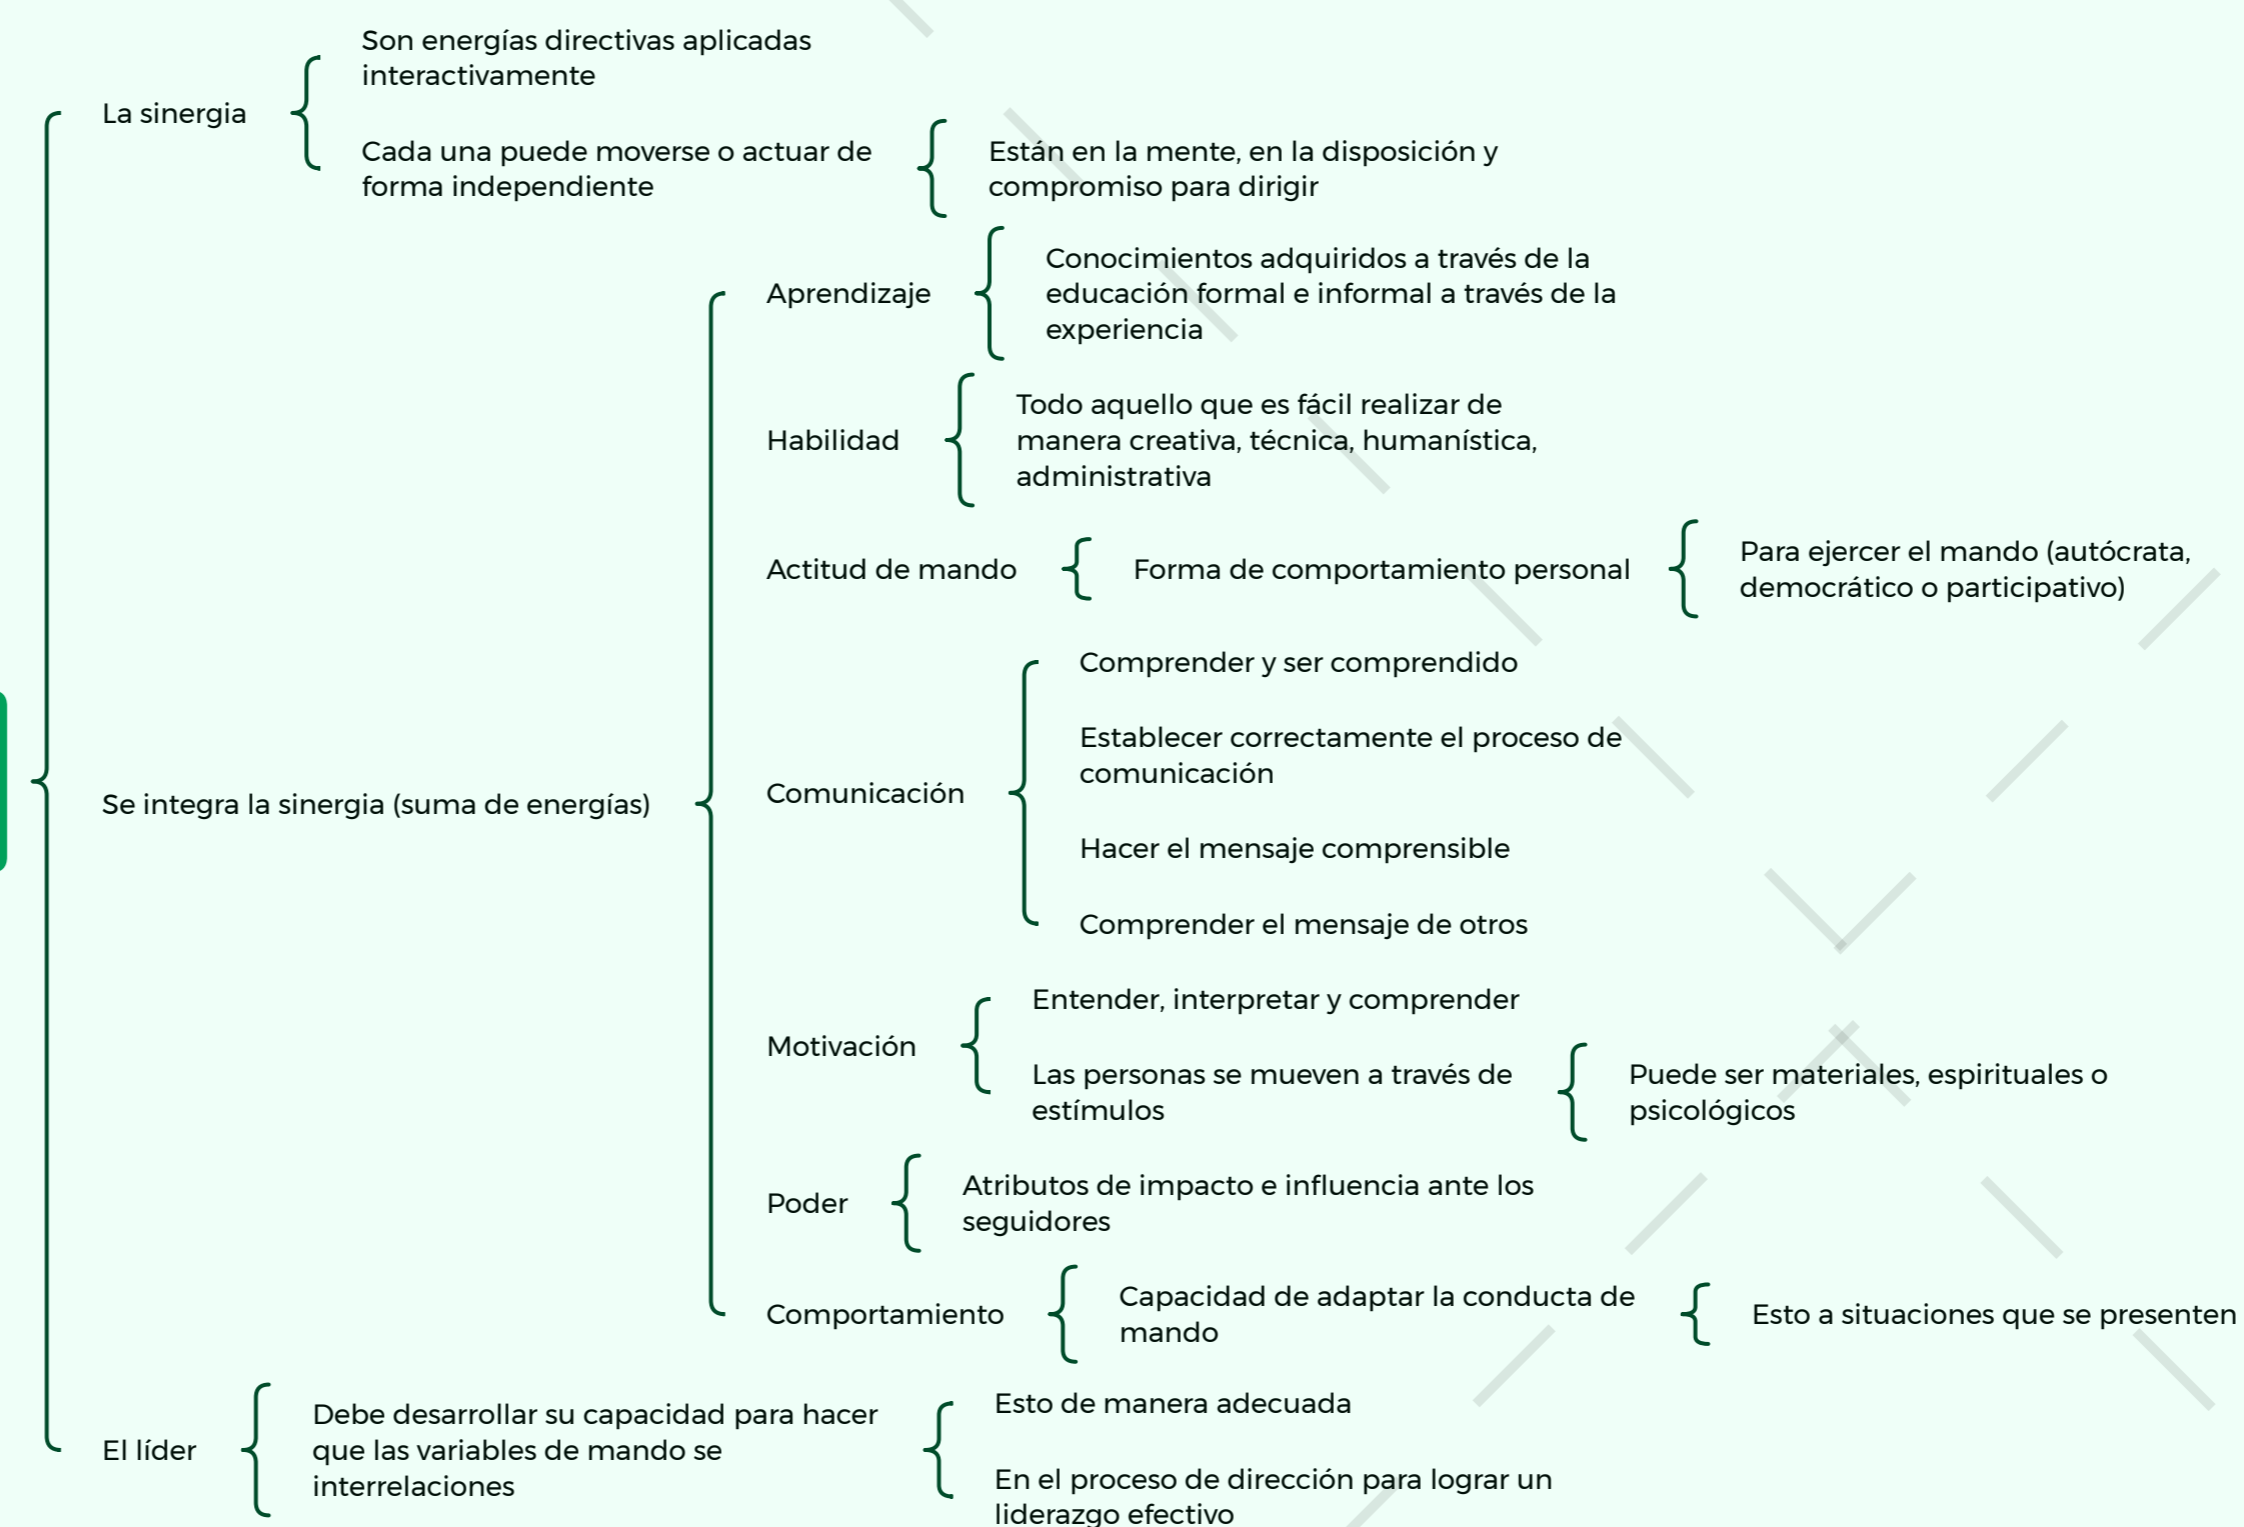 La sinergia
Son energías directivas aplicadas
interactivamente
Cada una puede moverse o actuar de
forma independiente
Están en la mente, en la disposición y
compromiso para dirigir
Se integra la sinergia (suma de energías)
Aprendizaje
Conocimientos adquiridos a través de la
educación formal e informal a través de la
experiencia
Habilidad
Todo aquello que es fácil realizar de
manera creativa, técnica, humanística,
administrativa
Actitud de mando
Forma de comportamiento personal
Para ejercer el mando (autócrata,
democrático o participativo)
Comunicación
Comprender y ser comprendido
Establecer correctamente el proceso de
comunicación
Hacer el mensaje comprensible
Comprender el mensaje de otros
Motivación
Entender, interpretar y comprender
Las personas se mueven a través de
estímulos
Puede ser materiales, espirituales o
psicológicos
Poder
Atributos de impacto e influencia ante los
seguidores
Comportamiento
Capacidad de adaptar la conducta de
mando
Esto a situaciones que se presenten
El líder
Debe desarrollar su capacidad para hacer
que las variables de mando se
interrelaciones
Esto de manera adecuada
En el proceso de dirección para lograr un
liderazgo efectivo